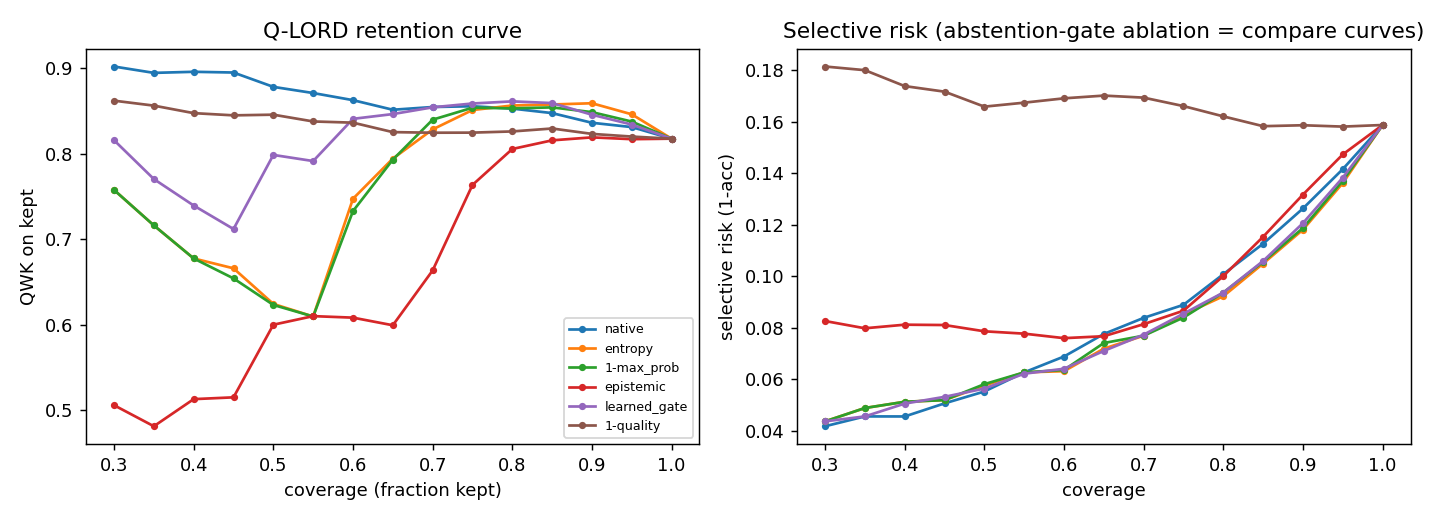 Q-LORD retention curve
QWK on kept
0.9
0.8
0.7
0.6
0.5
0.3 0.4 0.5 0.6 0.7 0.8 0.9 1.0
coverage (fraction kept)
native
entropy
1-max_prob
epistemic
learned_gate
1-quality
Selective risk (abstention-gate ablation = compare curves)
selective risk (1-acc)
0.18
0.16
0.14
0.12
0.10
0.08
0.06
0.04
0.3 0.4 0.5 0.6 0.7 0.8 0.9 1.0
coverage